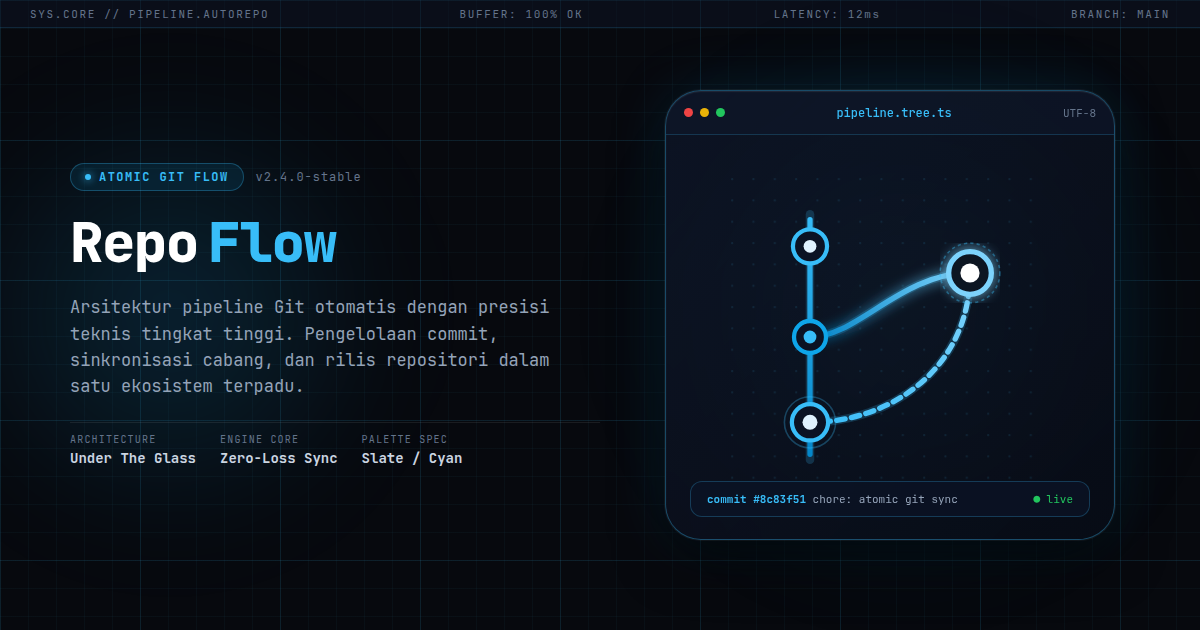 SYS.CORE // PIPELINE.AUTOREPO
BUFFER: 100% OK
LATENCY: 12ms
BRANCH: MAIN
ATOMIC GIT FLOW
v2.4.0-stable
Repo Flow
Arsitektur pipeline Git otomatis dengan presisi
teknis tingkat tinggi. Pengelolaan commit,
sinkronisasi cabang, dan rilis repositori dalam
satu ekosistem terpadu.
ARCHITECTURE
Under The Glass
ENGINE CORE
Zero-Loss Sync
PALETTE SPEC
Slate / Cyan
pipeline.tree.ts
UTF-8
commit #8c83f51 chore: atomic git sync
live